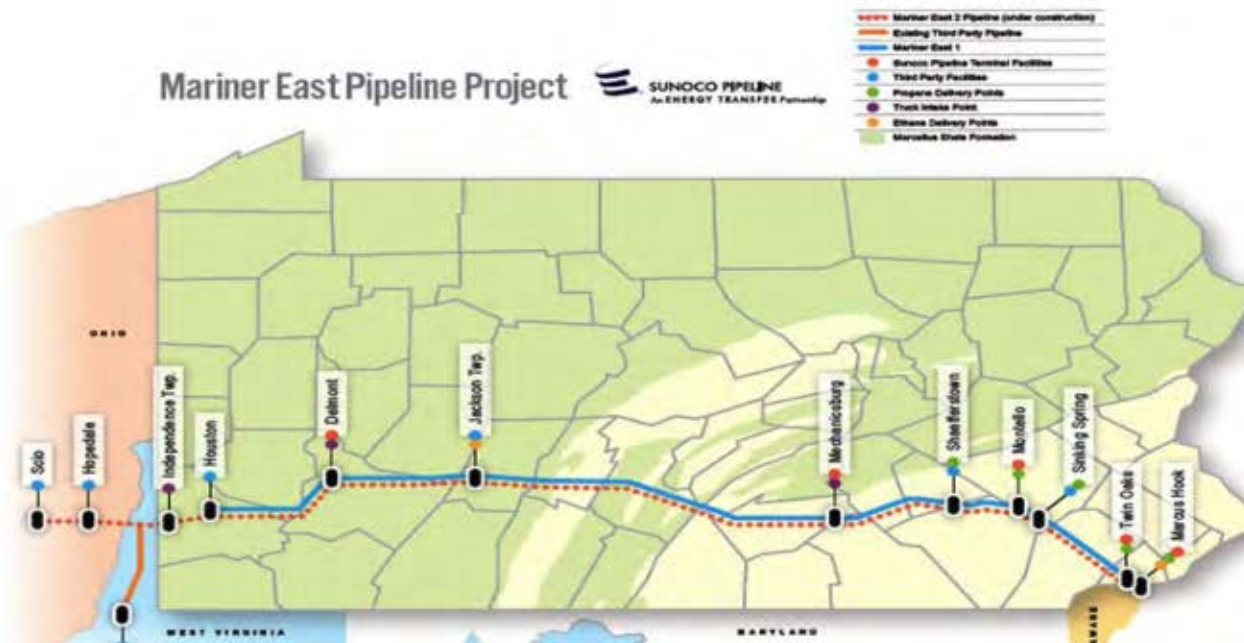 Mariner East 2 Pipeline (under construction)
Existing Third Party Pipeline
Mariner East 1
Sunoco Pipeline Terminal Facilities
Third Party Facilities
Propane Delivery Points
Truck Intake Point
Ethane Delivery Points
Marcellus Shale Formation
Mariner East Pipeline Project
SUNOCO PIPELINE
An ENERGY TRANSFER Partnership
OHIO
Scio
Hopedale
Independence Twp.
Houston
Delmont
Jackson Twp.
Mechanicsburg
Shaefferstown
Montello
Sinking Spring
Twin Oaks
Marcus Hook
WEST VIRGINIA
MARYLAND